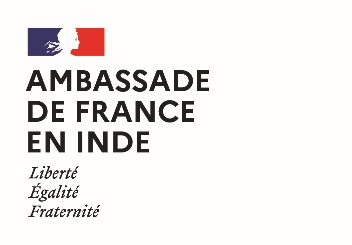 AMBASSADE
DE FRANCE
EN INDE
Liberté
Égalité
Fraternité